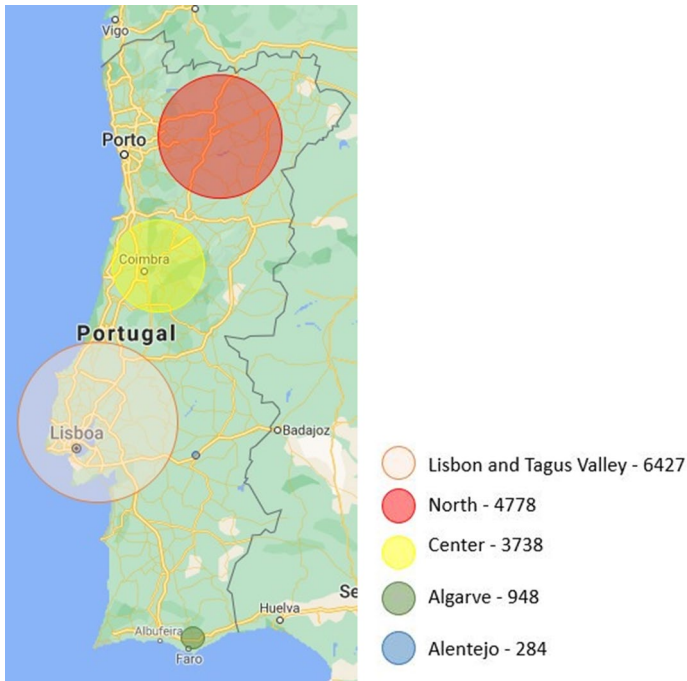 Vigo
Porto
Coimbra
Portugal
Lisboa
Badajoz
Lisbon and Tagus Valley - 6427
North - 4778
Center - 3738
Algarve - 948
Se
Huelva
Albufeira
Alentejo - 284
Faro